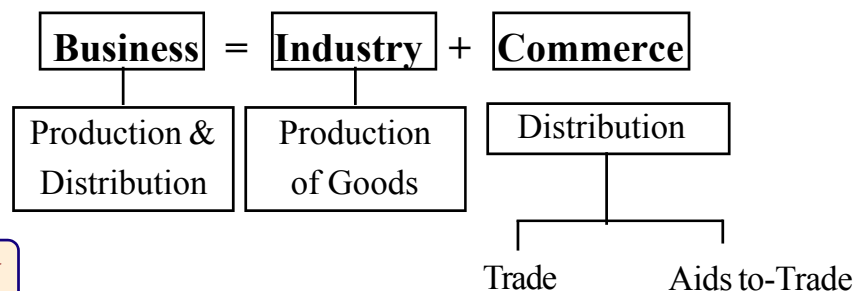 Business = Industry + Commerce
Production & Distribution
Production of Goods
Distribution
Trade
Aids to-Trade